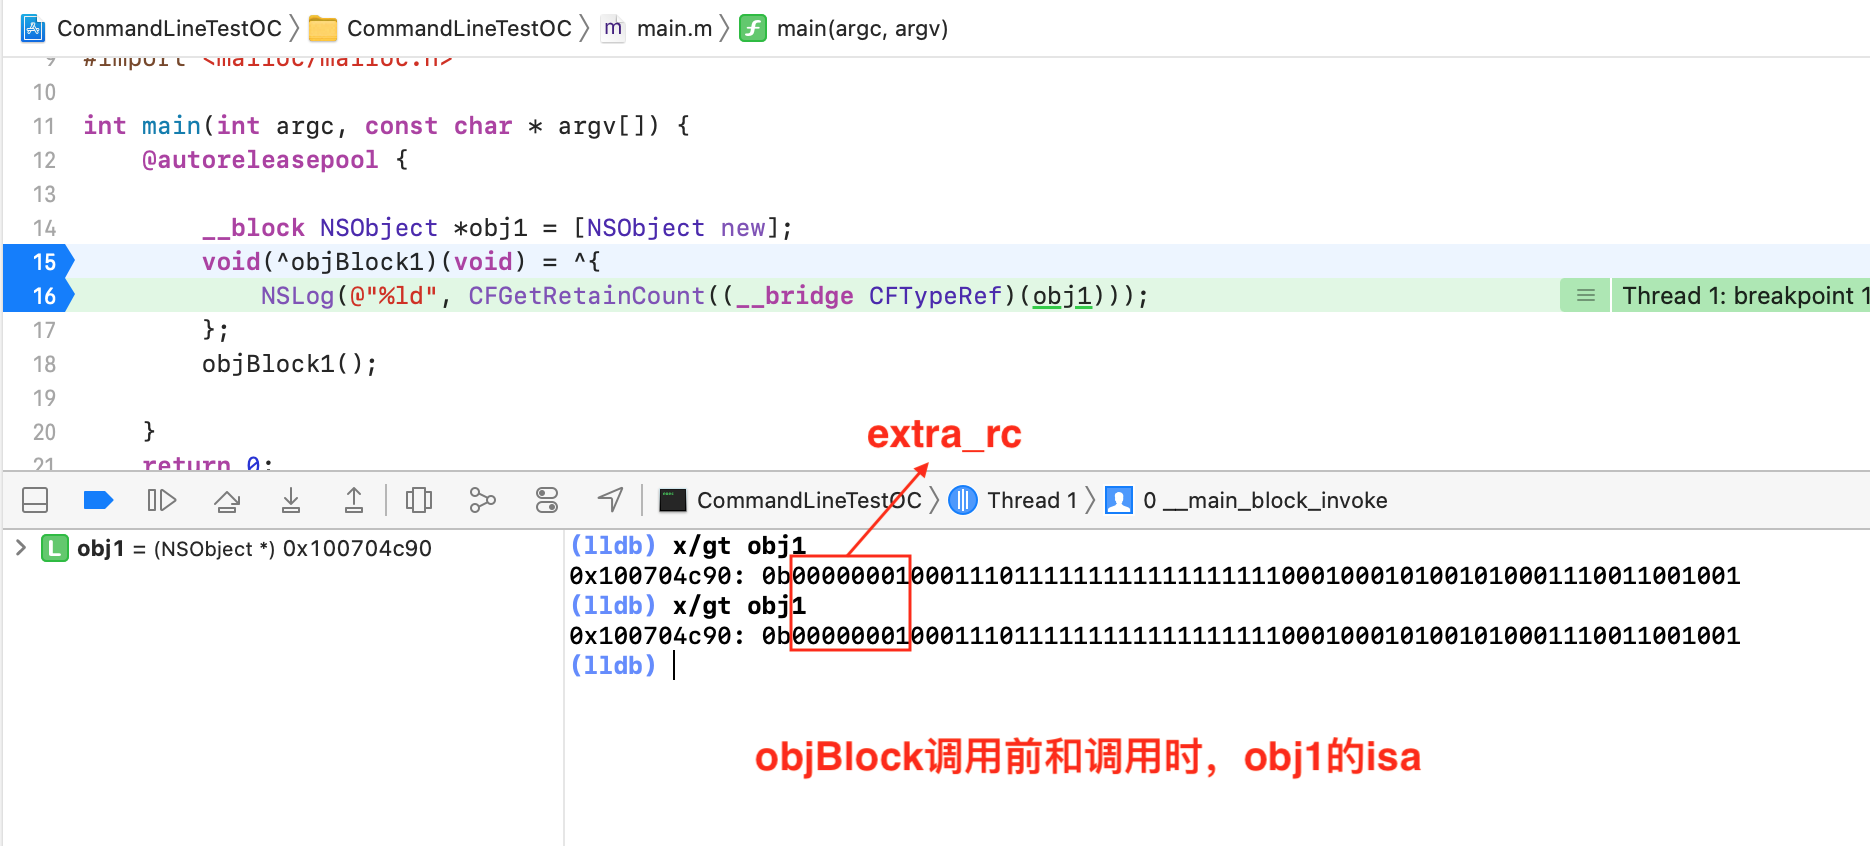 CommandLineTestOC 〉 CommandLineTestOC 〉 m main.m 〉 f main(argc, argv)
9 #import <malloc/malloc.h>
10
11 int main(int argc, const char * argv[]) {
12 @autoreleasepool {
13
14 __block NSObject *obj1 = [NSObject new];
15 void(^objBlock1)(void) = ^{
16 NSLog(@"%ld", CFGetRetainCount((__bridge CFTypeRef)(obj1)));
Thread 1: breakpoint 1
17 };
18 objBlock1();
19
20 }
21 return 0;
extra_rc
CommandLineTestOC 〉 Thread 1 〉 0 __main_block_invoke
L obj1 = (NSObject *) 0x100704c90
(lldb) x/gt obj1
0x100704c90: 0b0000000100011101111111111111111110001000101001010001110011001001
(lldb) x/gt obj1
0x100704c90: 0b0000000100011101111111111111111110001000101001010001110011001001
(lldb)
objBlock调用前和调用时，obj1的isa